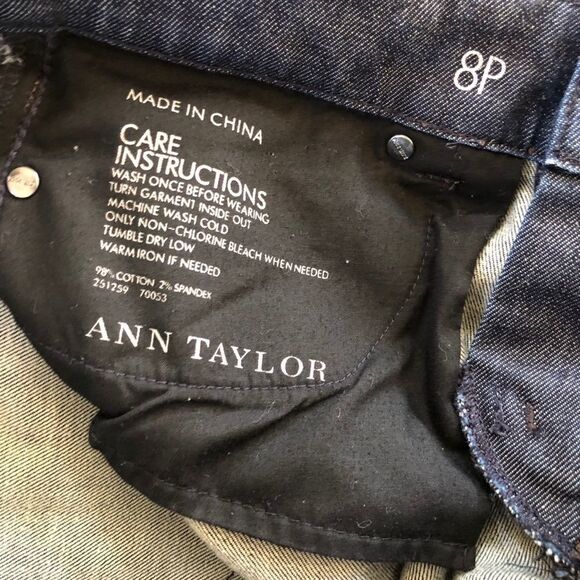 8P
MADE IN CHINA
CARE
INSTRUCTIONS
WASH ONCE BEFORE WEARING
TURN GARMENT INSIDE OUT
MACHINE WASH COLD
ONLY NON-CHLORINE BLEACH WHEN NEEDED
TUMBLE DRY LOW
WARM IRON IF NEEDED
98% COTTON 2% SPANDEX
251259 70053
ANN TAYLOR